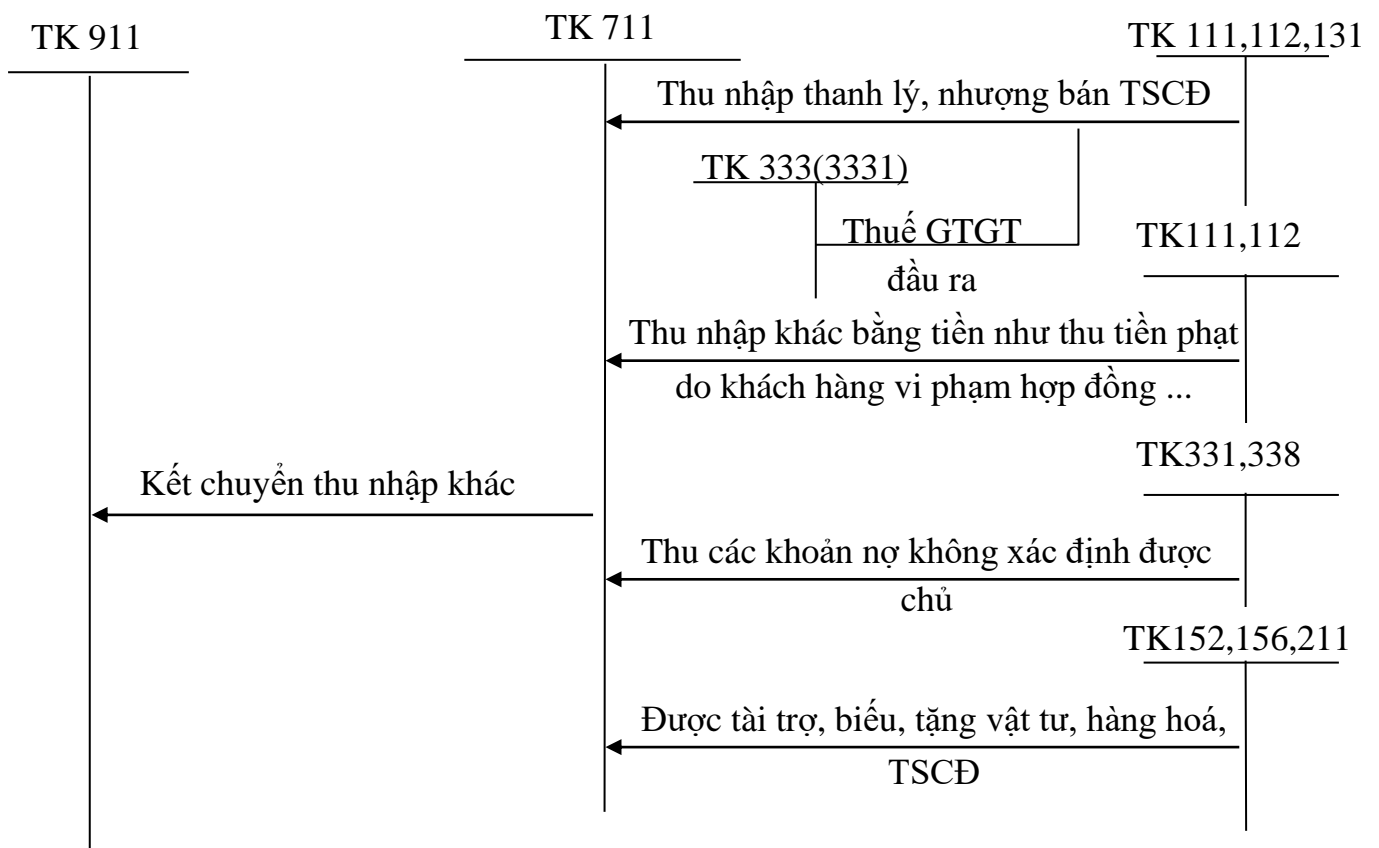 TK 911
TK 711
TK 111,112,131
Thu nhập thanh lý, nhượng bán TSCĐ
TK 333(3331)
Thuế GTGT
đầu ra
TK111,112
Thu nhập khác bằng tiền như thu tiền phạt
do khách hàng vi phạm hợp đồng ...
TK331,338
Kết chuyển thu nhập khác
Thu các khoản nợ không xác định được
chủ
TK152,156,211
Được tài trợ, biếu, tặng vật tư, hàng hoá,
TSCĐ